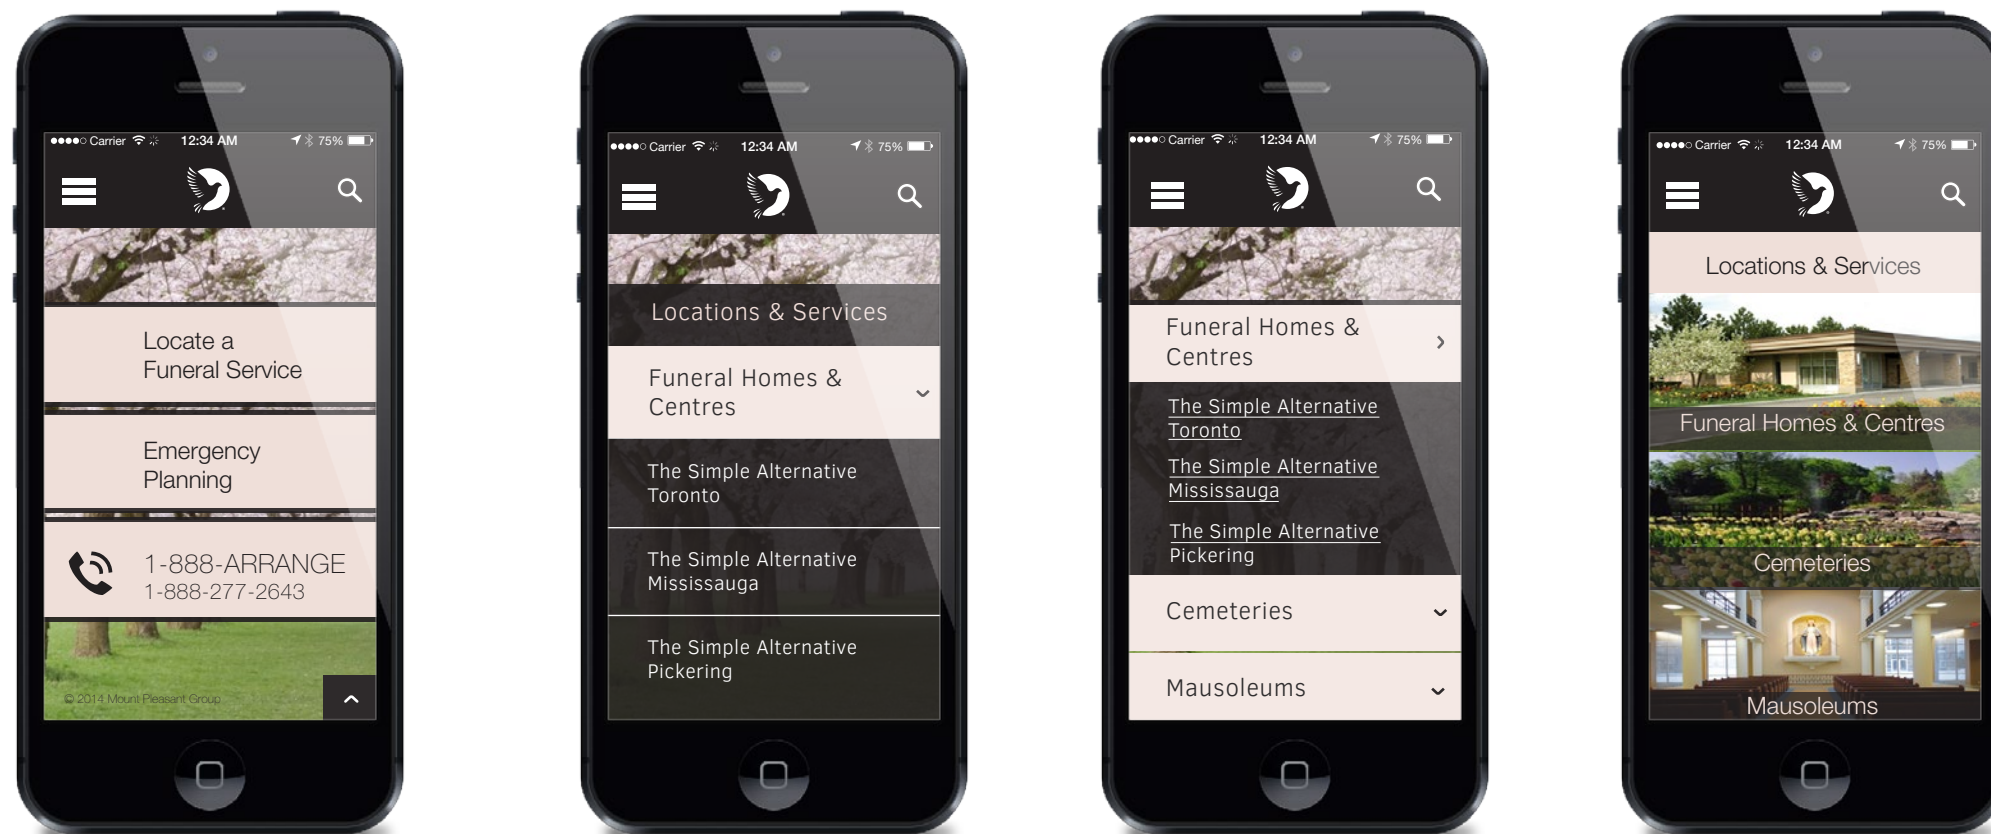 Carrier 12:34 AM 75%
Locate a
Funeral Service
Emergency
Planning
1-888-ARRANGE
1-888-277-2643
© 2014 Mount Pleasant Group
Carrier 12:34 AM 75%
Locations & Services
Funeral Homes &
Centres
The Simple Alternative
Toronto
The Simple Alternative
Mississauga
The Simple Alternative
Pickering
Carrier 12:34 AM 75%
Funeral Homes &
Centres
The Simple Alternative
Toronto
The Simple Alternative
Mississauga
The Simple Alternative
Pickering
Cemeteries
Mausoleums
Carrier 12:34 AM 75%
Locations & Services
Funeral Homes & Centres
Cemeteries
Mausoleums